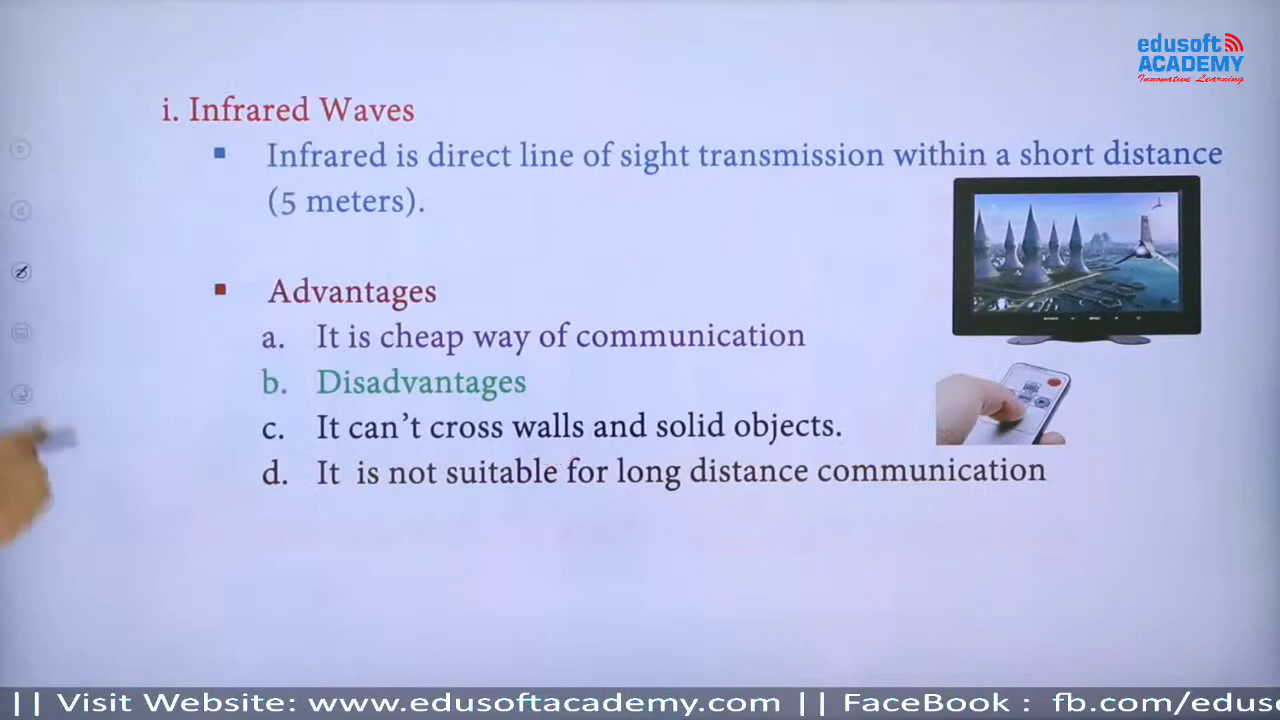 edusoft
ACADEMY
Innovative Learning
i. Infrared Waves
Infrared is direct line of sight transmission within a short distance
(5 meters).
Advantages
a. It is cheap way of communication
b. Disadvantages
c. It can't cross walls and solid objects.
d. It is not suitable for long distance communication
|| Visit Website: www.edusoftacademy.com || FaceBook : fb.com/edus